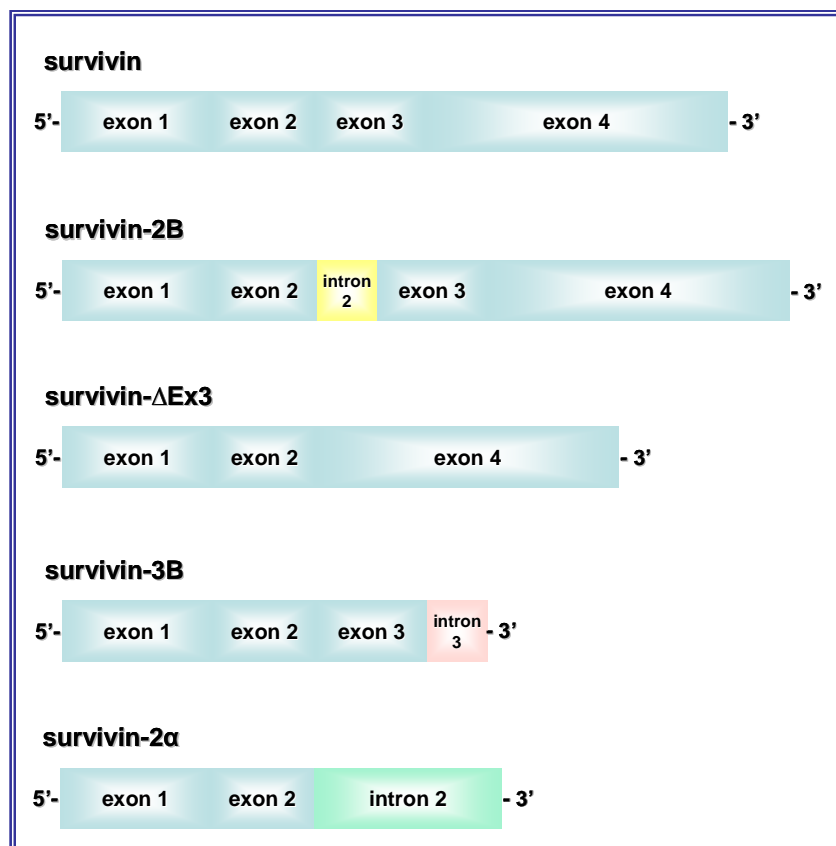 survivin
5'- exon 1 exon 2 exon 3 exon 4 - 3'
survivin-2B
5'- exon 1 exon 2 intron 2 exon 3 exon 4 - 3'
survivin-ΔEx3
5'- exon 1 exon 2 exon 4 - 3'
survivin-3B
5'- exon 1 exon 2 exon 3 intron 3 - 3'
survivin-2α
5'- exon 1 exon 2 intron 2 - 3'